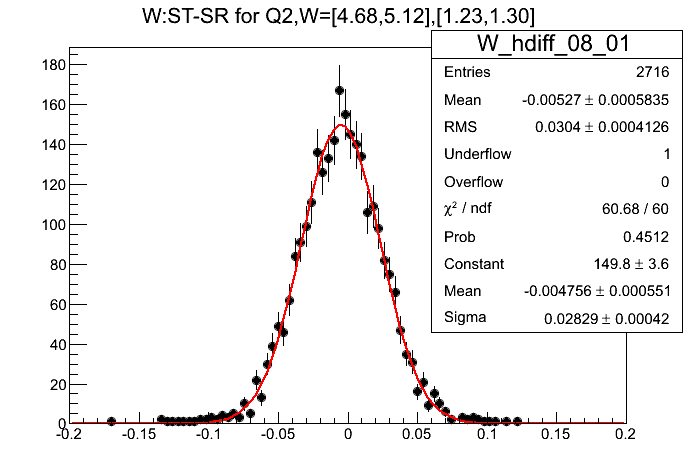 W:ST-SR for Q2,W=[4.68,5.12],[1.23,1.30]
W_hdiff_08_01
Entries 2716
Mean -0.00527 ± 0.0005835
RMS 0.0304 ± 0.0004126
Underflow 1
Overflow 0
χ² / ndf 60.68 / 60
Prob 0.4512
Constant 149.8 ± 3.6
Mean -0.004756 ± 0.000551
Sigma 0.02829 ± 0.00042
180
160
140
120
100
80
60
40
20
0
-0.2 -0.15 -0.1 -0.05 0 0.05 0.1 0.15 0.2